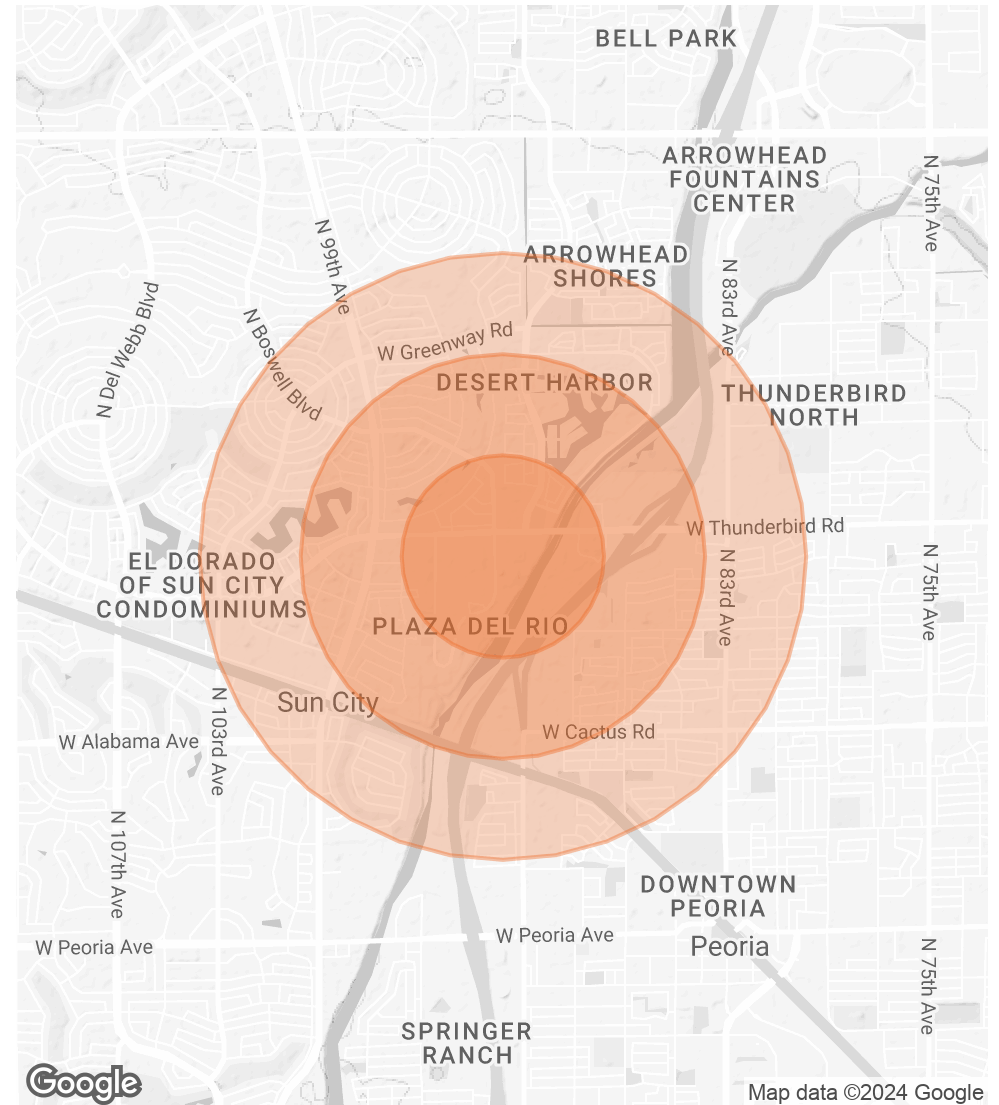 BELL PARK
ARROWHEAD
FOUNTAINS
CENTER
N 75th Ave
ARROWHEAD
SHORES
N 99th Ave
N 83rd Ave
N Del Webb Blvd
N Boswell Blvd
W Greenway Rd
DESERT HARBOR
THUNDERBIRD
NORTH
W Thunderbird Rd
EL DORADO
OF SUN CITY
CONDOMINIUMS
N 83rd Ave
N 75th Ave
PLAZA DEL RIO
Sun City
N 103rd Ave
W Alabama Ave
W Cactus Rd
N 107th Ave
DOWNTOWN
PEORIA
Peoria
W Peoria Ave
W Peoria Ave
N 75th Ave
SPRINGER
RANCH
Google
Map data ©2024 Google